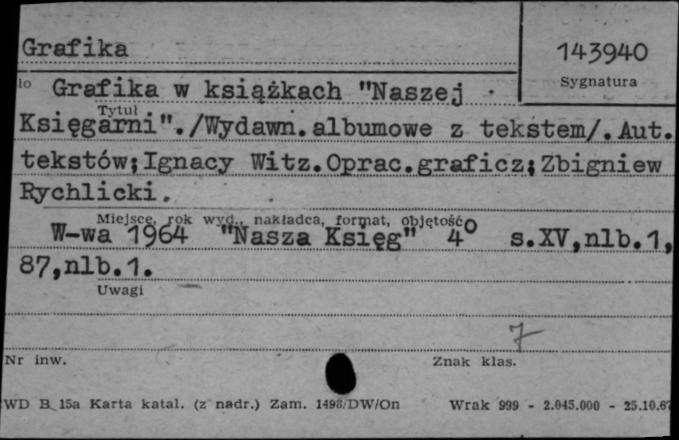 Grafika
143940
Sygnatura
to Grafika w książkach "Naszej
Tytuł
Księgarni"./Wydawn.albumowe z tekstem/.Aut.
tekstów;Ignacy Witz.Oprac.graficz;Zbigniew
Rychlicki.
Miejsce, rok wyd., nakładca, format, objętość
W-wa 1964 "Nasza Księg" 4° s.XV,nlb.1,
87,nlb.1.
Uwagi
7
Nr inw.
Znak klas.
WD B 15a Karta katal. (z nadr.) Zam. 1498/DW/On Wrak 999 - 2.045.000 - 25.10.67